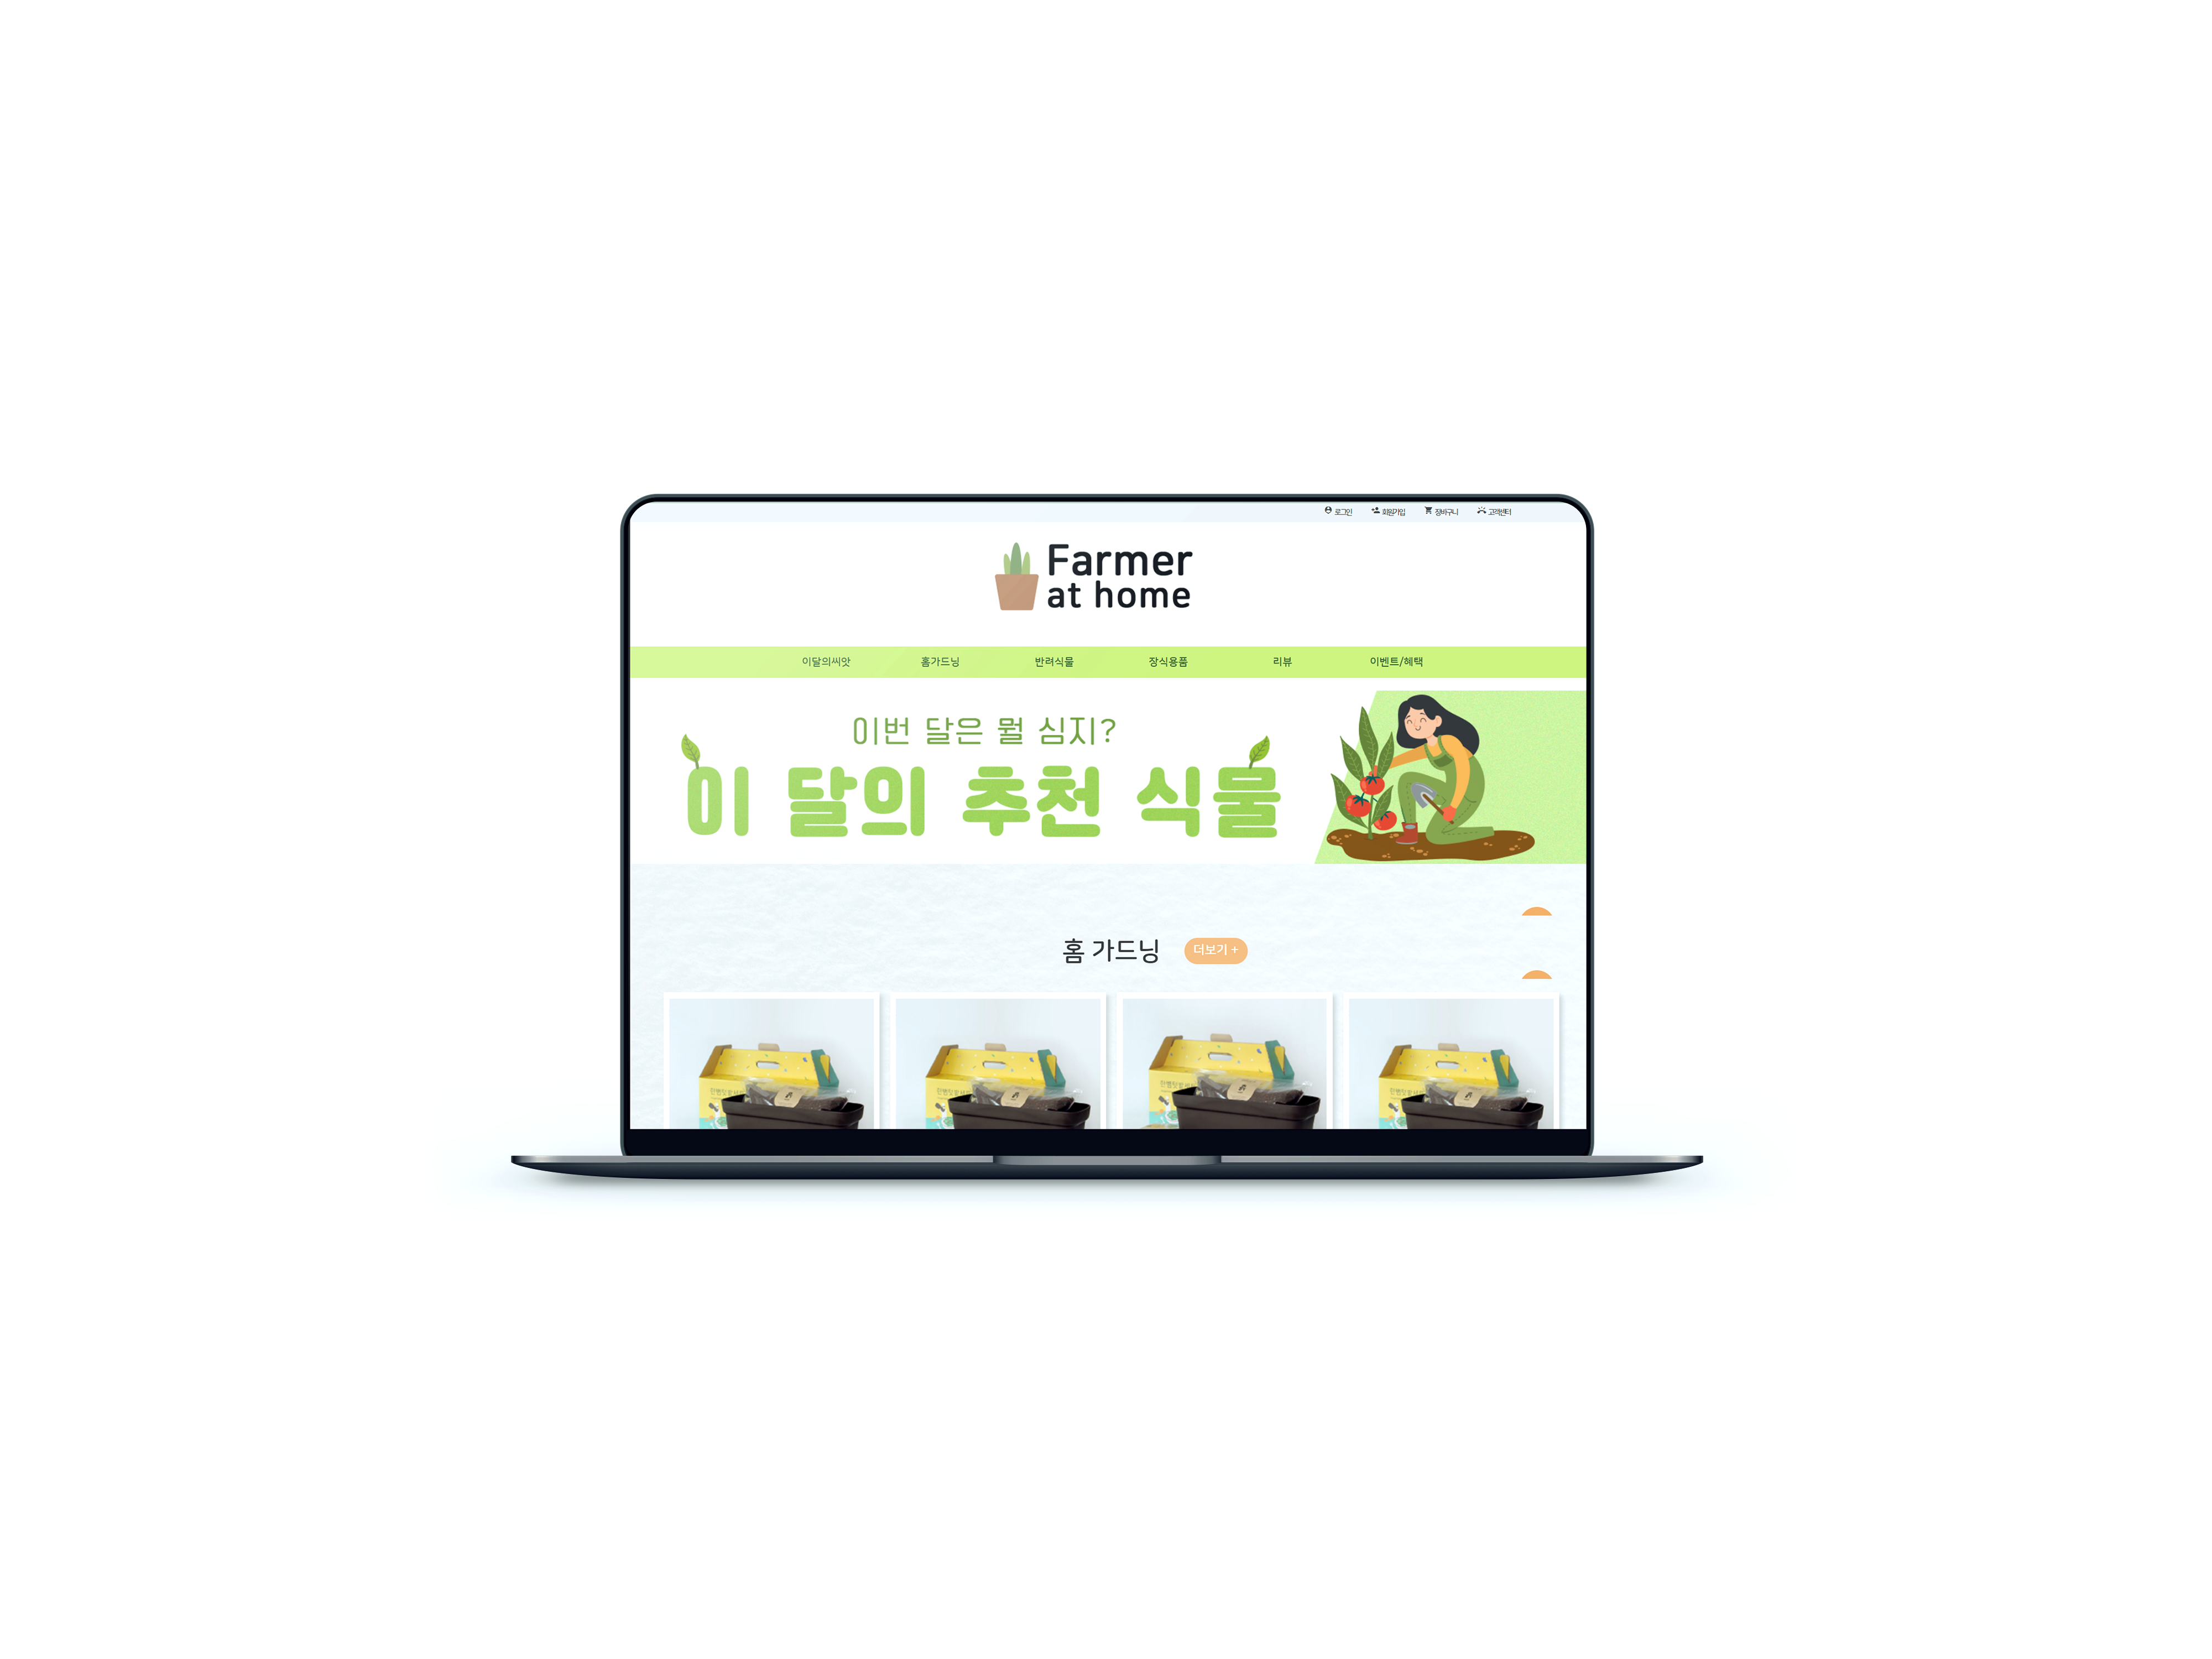 로그인 회원가입 장바구니 고객센터
Farmer
at home
이달의씨앗 홈가드닝 반려식물 장식용품 리뷰 이벤트/혜택
이번 달은 뭘 심지?
이 달의 추천 식물
홈 가드닝 더보기 +